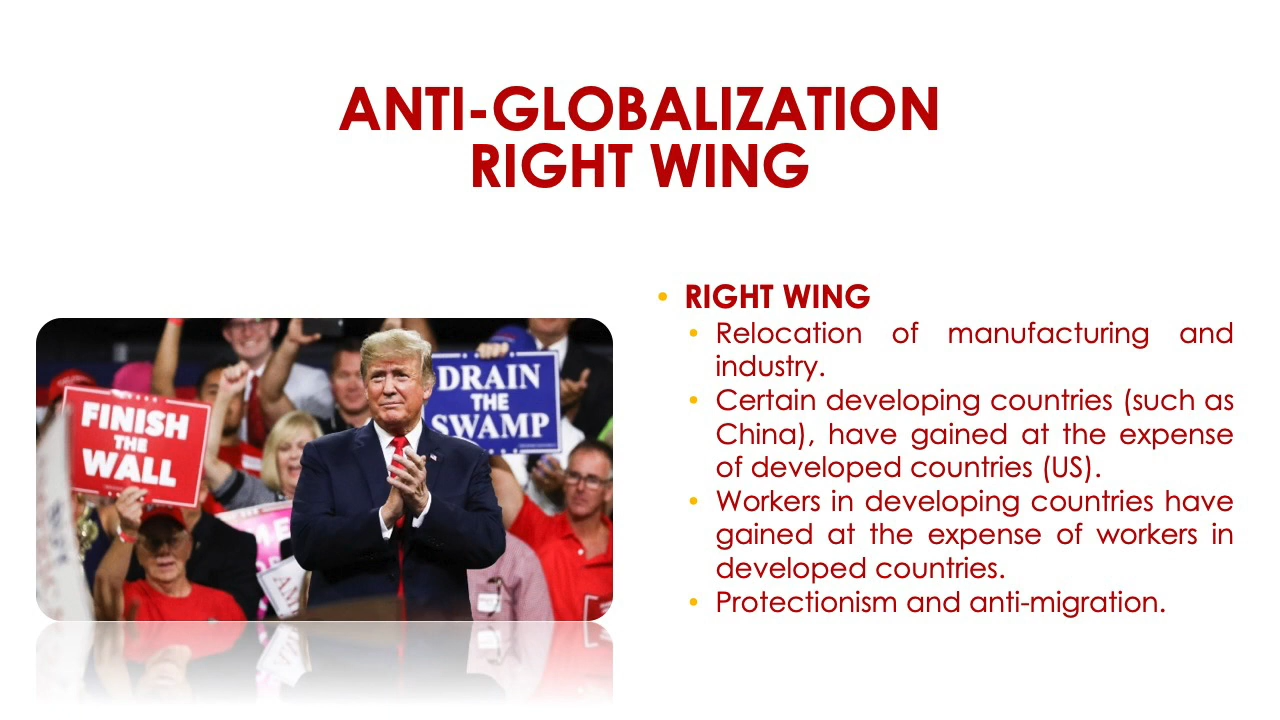 ANTI-GLOBALIZATION
RIGHT WING
FINISH
THE
WALL
DRAIN
THE
SWAMP
• RIGHT WING
• Relocation of manufacturing and
industry.
• Certain developing countries (such as
China), have gained at the expense
of developed countries (US).
• Workers in developing countries have
gained at the expense of workers in
developed countries.
• Protectionism and anti-migration.